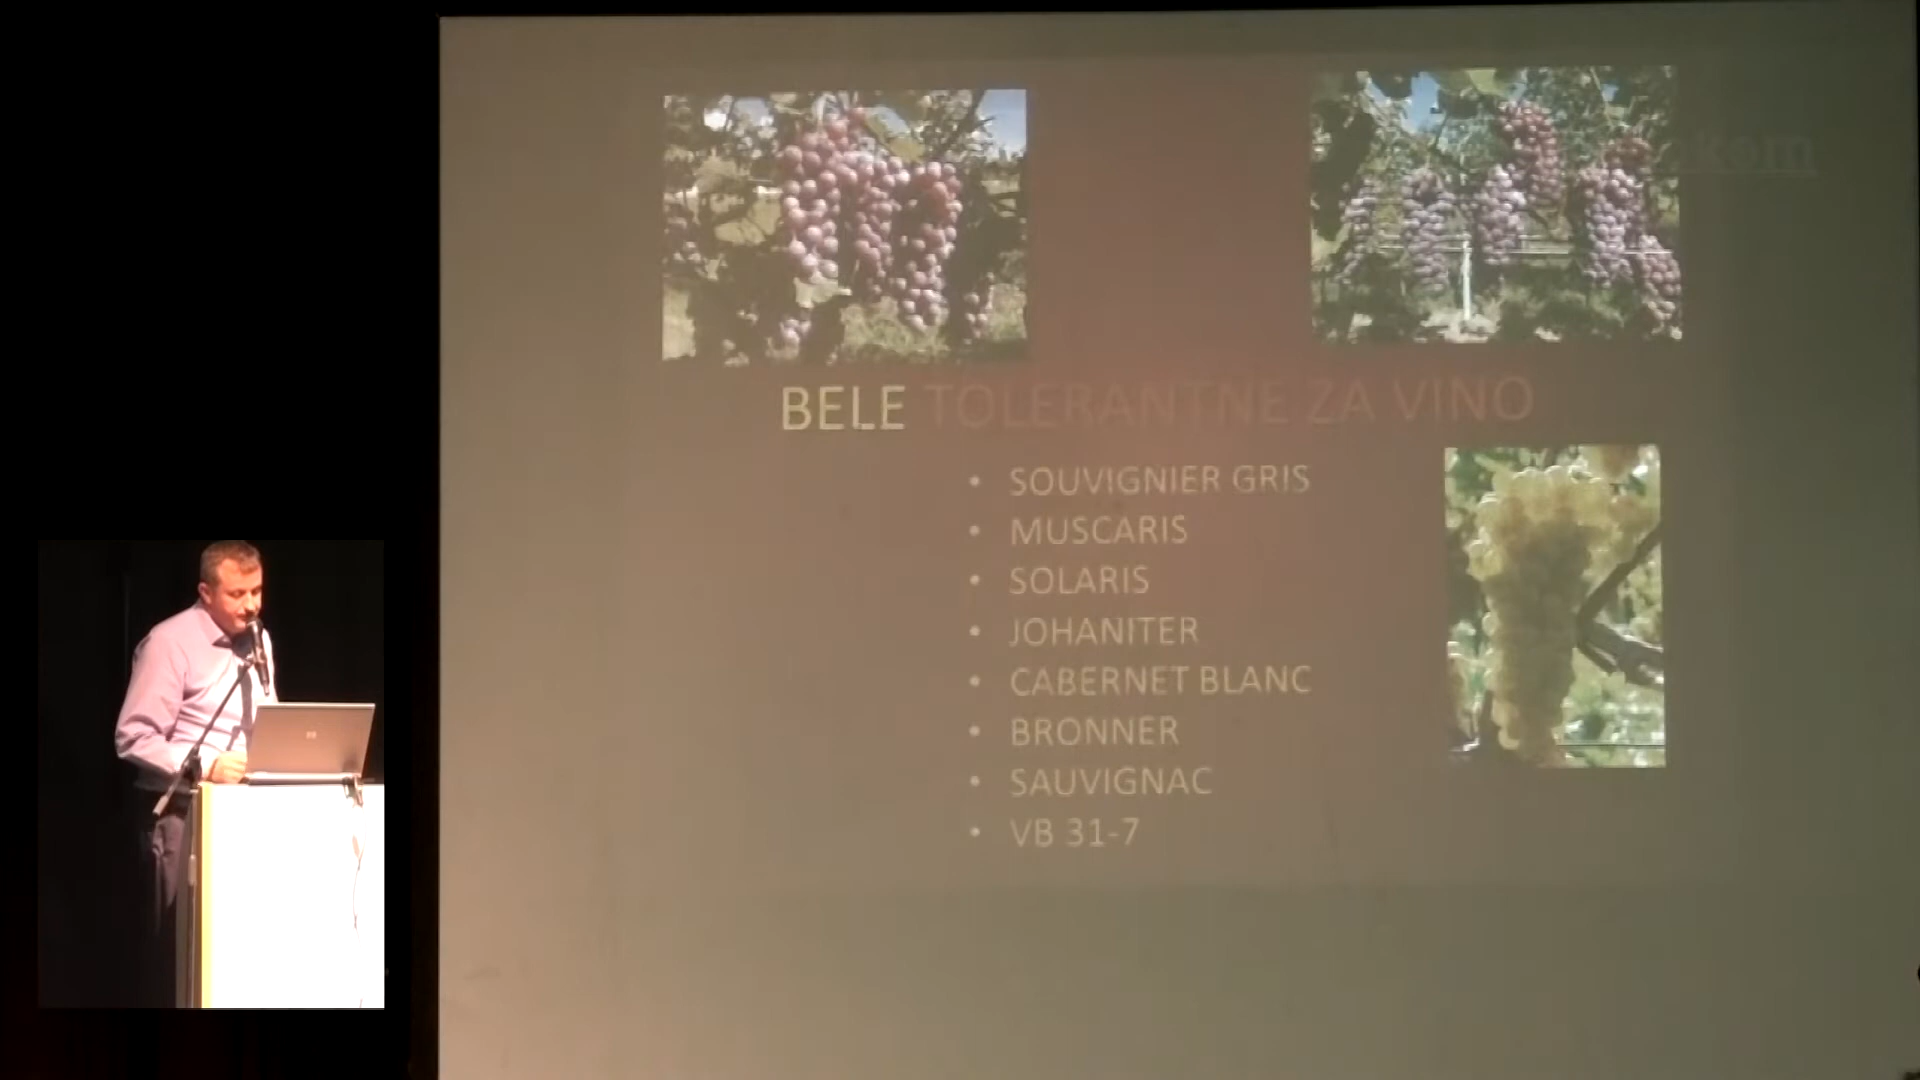 BELE TOLERANTNE ZA VINO
• SOUVIGNIER GRIS
• MUSCARIS
• SOLARIS
• JOHANITER
• CABERNET BLANC
• BRONNER
• SAUVIGNAC
• VB 31-7